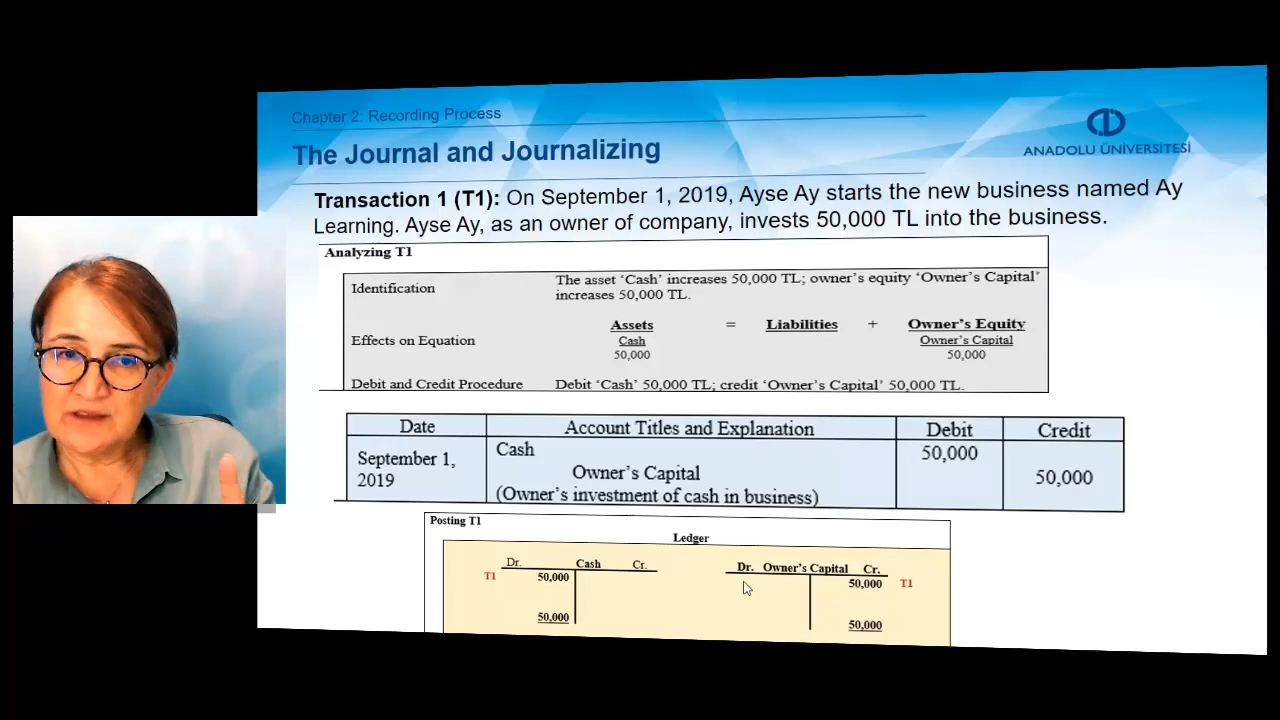 Chapter 2: Recording Process
The Journal and Journalizing
ANADOLU ÜNİVERSİTESİ
Transaction 1 (T1): On September 1, 2019, Ayse Ay starts the new business named Ay
Learning. Ayse Ay, as an owner of company, invests 50,000 TL into the business.
Analyzing T1
Identification
The asset ‘Cash’ increases 50,000 TL; owner’s equity ‘Owner’s Capital’
increases 50,000 TL.
Effects on Equation
Assets = Liabilities + Owner’s Equity
Cash Owner’s Capital
50,000 50,000
Debit and Credit Procedure Debit ‘Cash’ 50,000 TL; credit ‘Owner’s Capital’ 50,000 TL.
Date Account Titles and Explanation Debit Credit
September 1,
2019
Cash 50,000
Owner’s Capital 50,000
(Owner’s investment of cash in business)
Posting T1
Ledger
Dr. Cash Cr. Dr. Owner’s Capital Cr.
T1 50,000 50,000 T1
50,000 50,000